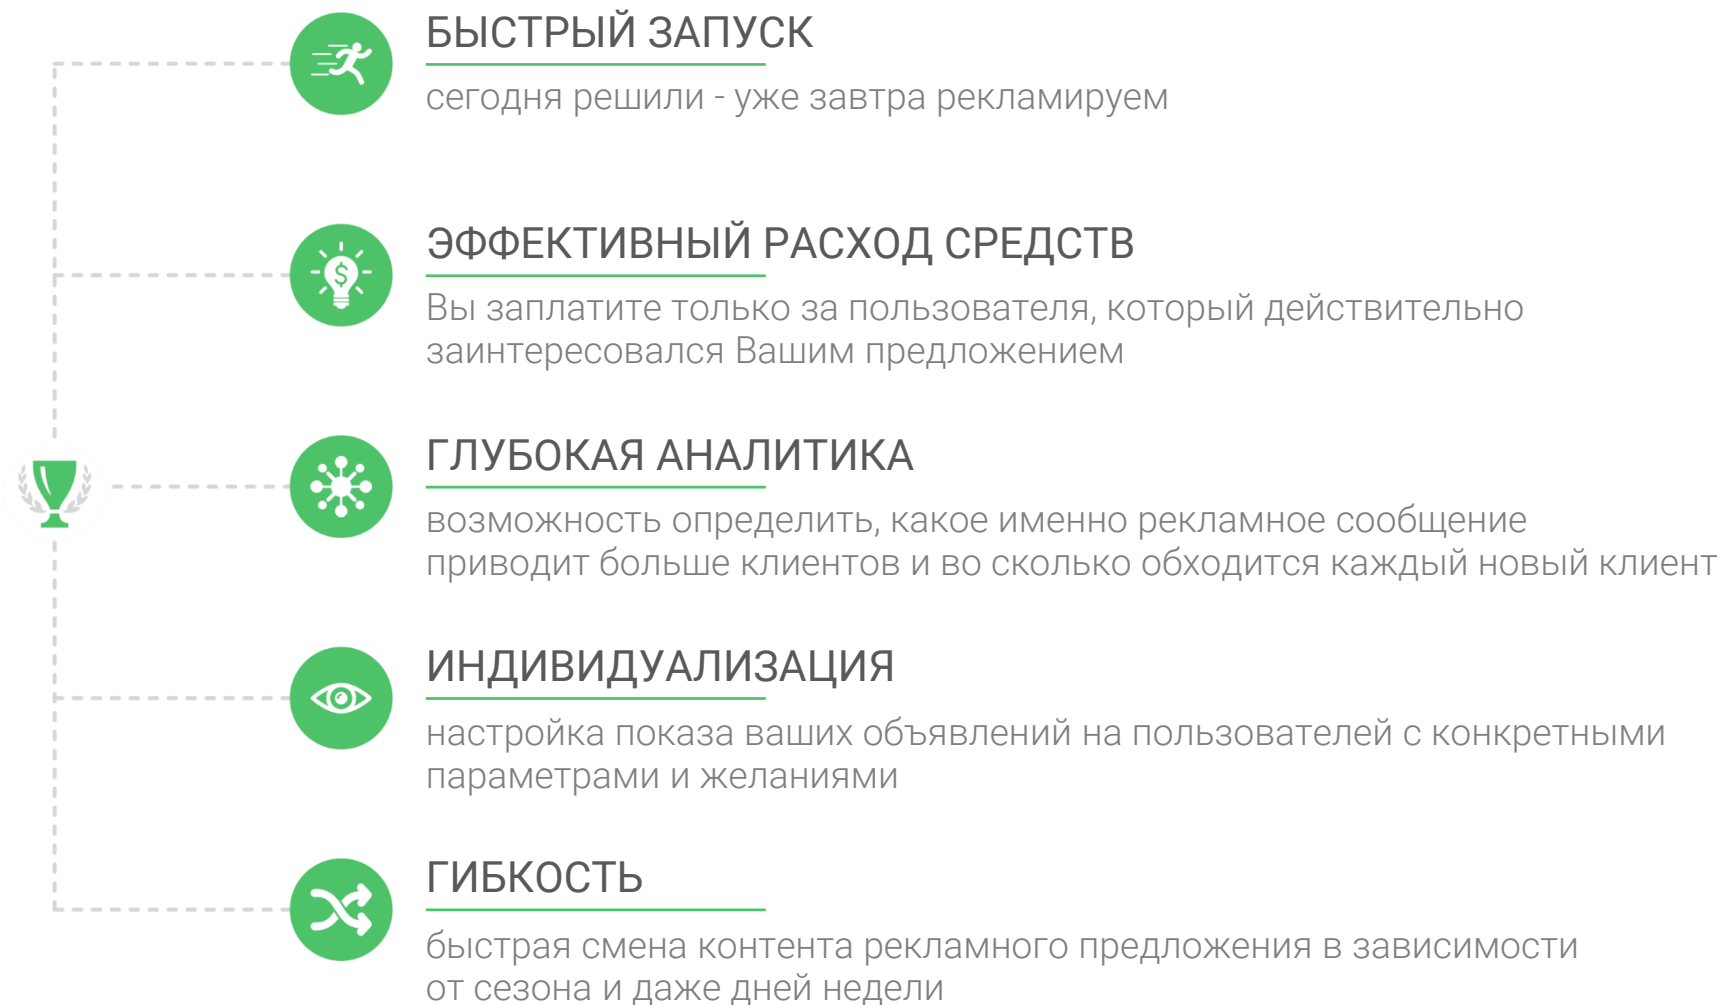 БЫСТРЫЙ ЗАПУСК
сегодня решили - уже завтра рекламируем
ЭФФЕКТИВНЫЙ РАСХОД СРЕДСТВ
Вы заплатите только за пользователя, который действительно
заинтересовался Вашим предложением
ГЛУБОКАЯ АНАЛИТИКА
возможность определить, какое именно рекламное сообщение
приводит больше клиентов и во сколько обходится каждый новый клиент
ИНДИВИДУАЛИЗАЦИЯ
настройка показа ваших объявлений на пользователей с конкретными
параметрами и желаниями
ГИБКОСТЬ
быстрая смена контента рекламного предложения в зависимости
от сезона и даже дней недели